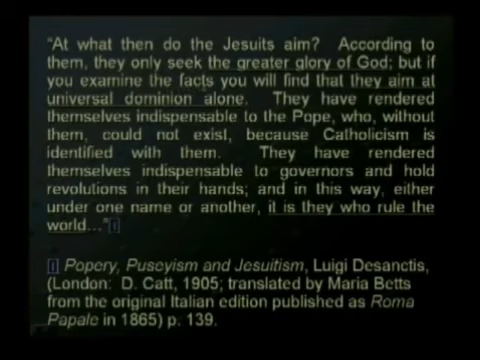 “At what then do the Jesuits aim? According to
them, they only seek the greater glory of God; but if
you examine the facts you will find that they aim at
universal dominion alone. They have rendered
themselves indispensable to the Pope, who, without
them, could not exist, because Catholicism is
identified with them. They have rendered
themselves indispensable to governors and hold
revolutions in their hands; and in this way, either
under one name or another, it is they who rule the
world…”[]
[] Popery, Puseyism and Jesuitism, Luigi Desanctis,
(London: D. Catt, 1905; translated by Maria Betts
from the original Italian edition published as Roma
Papale in 1865) p. 139.